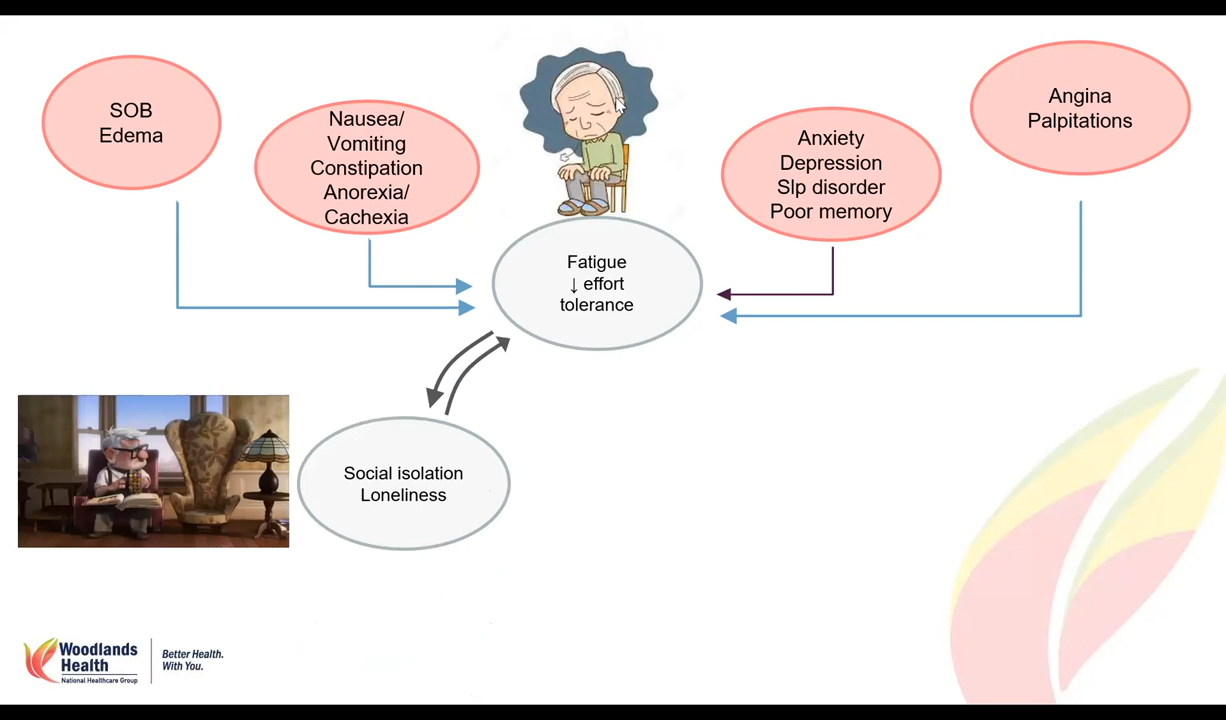 SOB
Edema
Nausea/
Vomiting
Constipation
Anorexia/
Cachexia
Anxiety
Depression
Slp disorder
Poor memory
Angina
Palpitations
Fatigue
↓ effort
tolerance
Social isolation
Loneliness
Woodlands
Health
National Healthcare Group
Better Health.
With You.